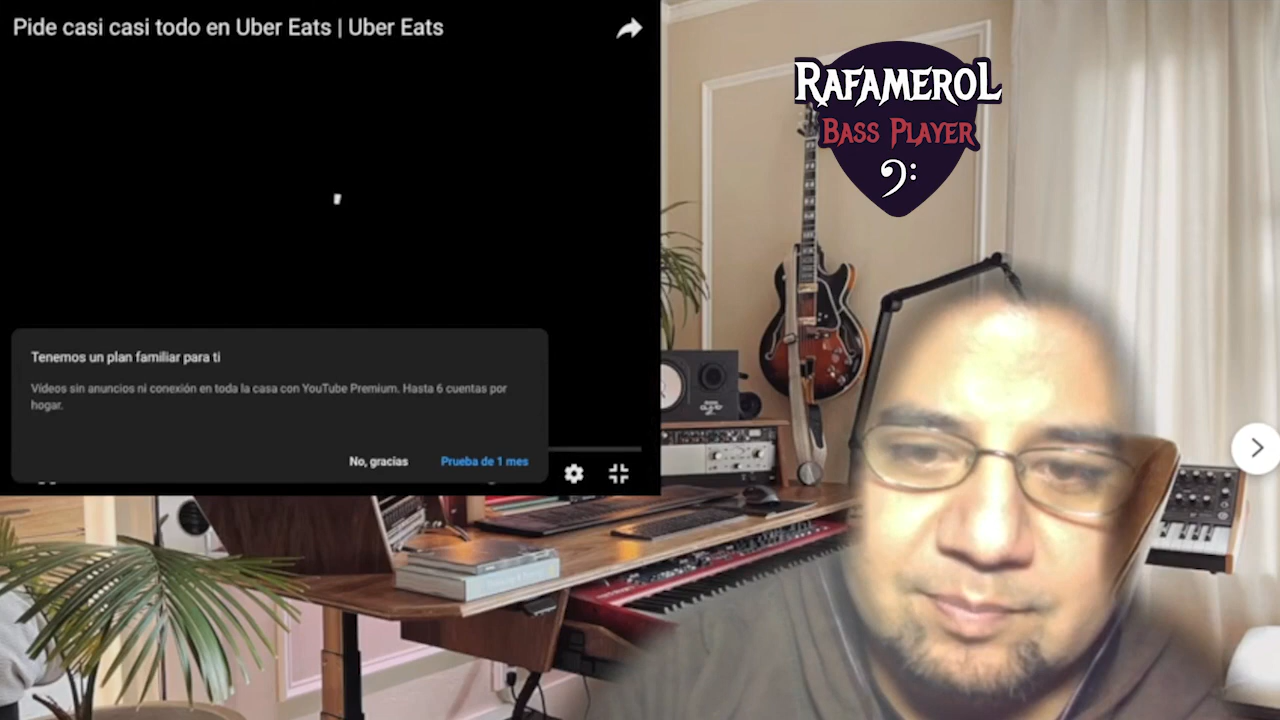 Pide casi casi todo en Uber Eats | Uber Eats
RAFAMEROL
BASS PLAYER
Tenemos un plan familiar para ti
Vídeos sin anuncios ni conexión en toda la casa con YouTube Premium. Hasta 6 cuentas por
hogar.
No, gracias
Prueba de 1 mes